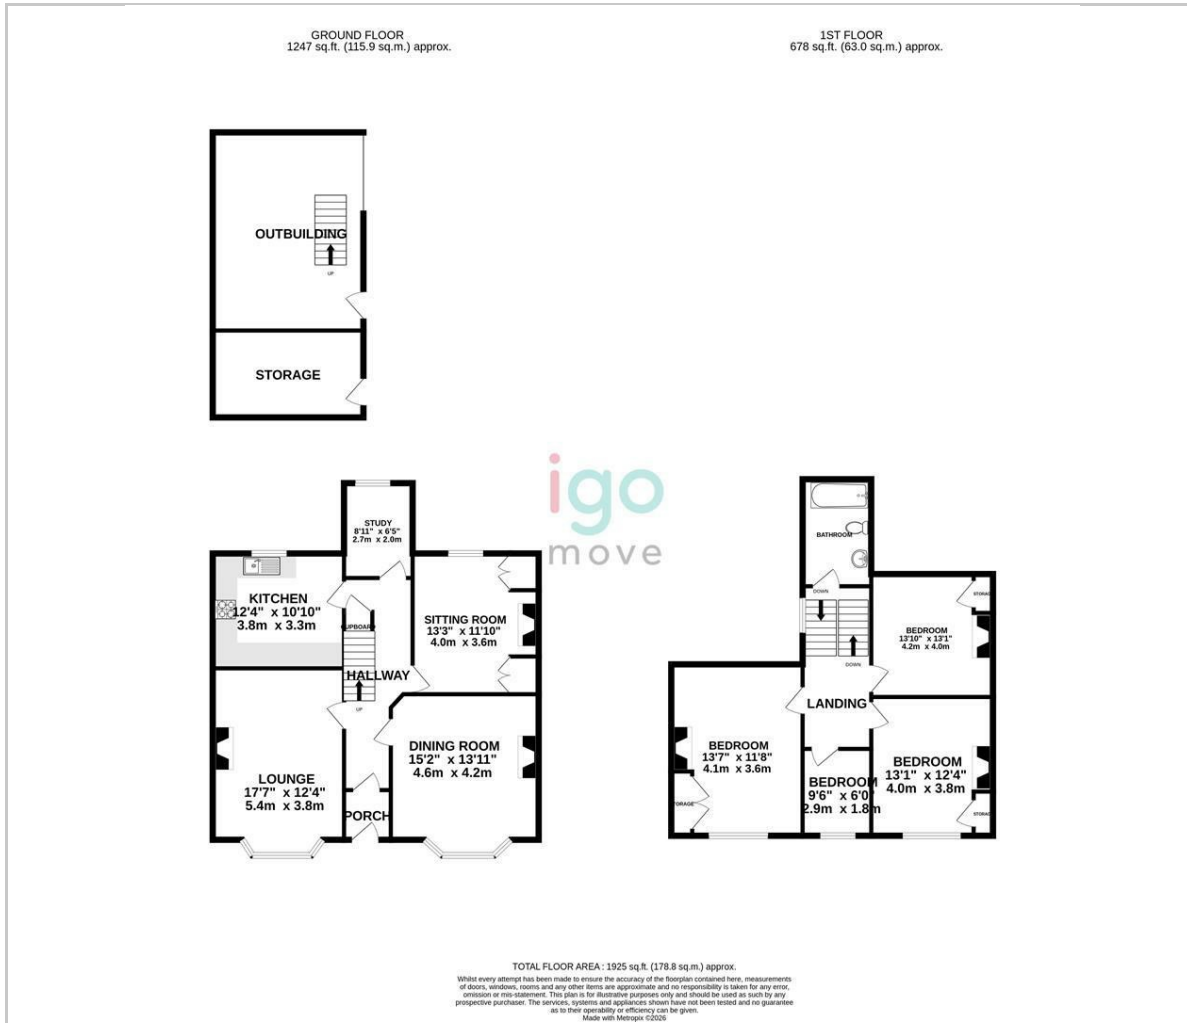 GROUND FLOOR
1247 sq.ft. (115.9 sq.m.) approx.
1ST FLOOR
678 sq.ft. (63.0 sq.m.) approx.
OUTBUILDING
UP
STORAGE
igo
move
STUDY
8'11" x 6'5"
2.7m x 2.0m
KITCHEN
12'4" x 10'10"
3.8m x 3.3m
UPBOARD
SITTING ROOM
13'3" x 11'10"
4.0m x 3.6m
HALLWAY
UP
DINING ROOM
15'2" x 13'11"
4.6m x 4.2m
LOUNGE
17'7" x 12'4"
5.4m x 3.8m
PORCH
BATHROOM
DOWN
DOWN
STORAGE
BEDROOM
13'10" x 13'1"
4.2m x 4.0m
LANDING
BEDROOM
13'7" x 11'8"
4.1m x 3.6m
STORAGE
BEDROOM
9'6" x 6'0"
2.9m x 1.8m
BEDROOM
13'1" x 12'4"
4.0m x 3.8m
STORAGE
TOTAL FLOOR AREA : 1925 sq.ft. (178.8 sq.m.) approx.
Whilst every attempt has been made to ensure the accuracy of the floorplan contained here, measurements
of doors, windows, rooms and any other items are approximate and no responsibility is taken for any error,
omission or mis-statement. This plan is for illustrative purposes only and should be used as such by any
prospective purchaser. The services, systems and appliances shown have not been tested and no guarantee
as to their operability or efficiency can be given.
Made with Metropix ©2026